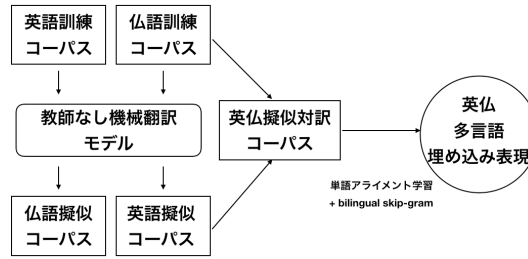 英語訓練
コーパス
仏語訓練
コーパス
教師なし機械翻訳
モデル
仏語擬似
コーパス
英語擬似
コーパス
英仏擬似対訳
コーパス
単語アライメント学習
+ bilingual skip-gram
英仏
多言語
埋め込み表現